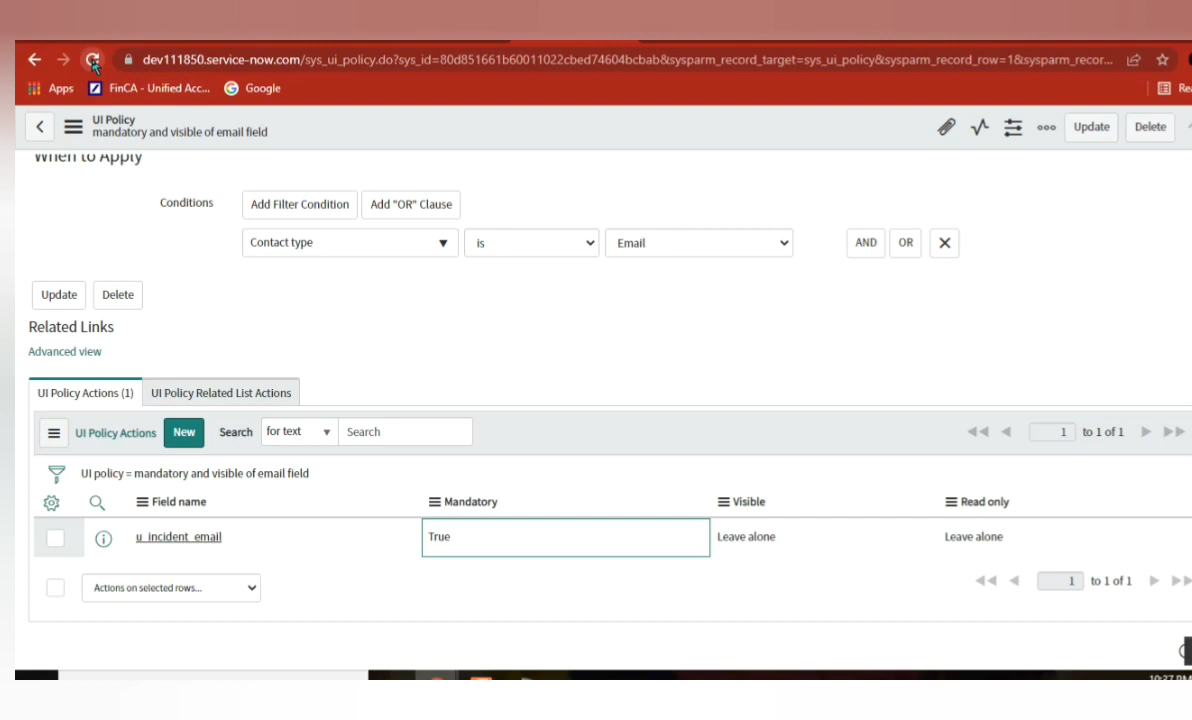 dev111850.service-now.com/sys_ui_policy.do?sys_id=80d851661b60011022cbed74604bcbab&sysparm_record_target=sys_ui_policy&sysparm_record_row=1&sysparm_recor...
Apps FinCA - Unified Acc... Google Rea
UI Policy
mandatory and visible of email field Update Delete
When to Apply
Conditions Add Filter Condition Add "OR" Clause
Contact type is Email AND OR
Update Delete
Related Links
Advanced view
UI Policy Actions (1) UI Policy Related List Actions
UI Policy Actions New Search for text Search 1 to 1 of 1
UI policy = mandatory and visible of email field
Field name Mandatory Visible Read only
u_incident_email True Leave alone Leave alone
Actions on selected rows... 1 to 1 of 1
10:27 PM